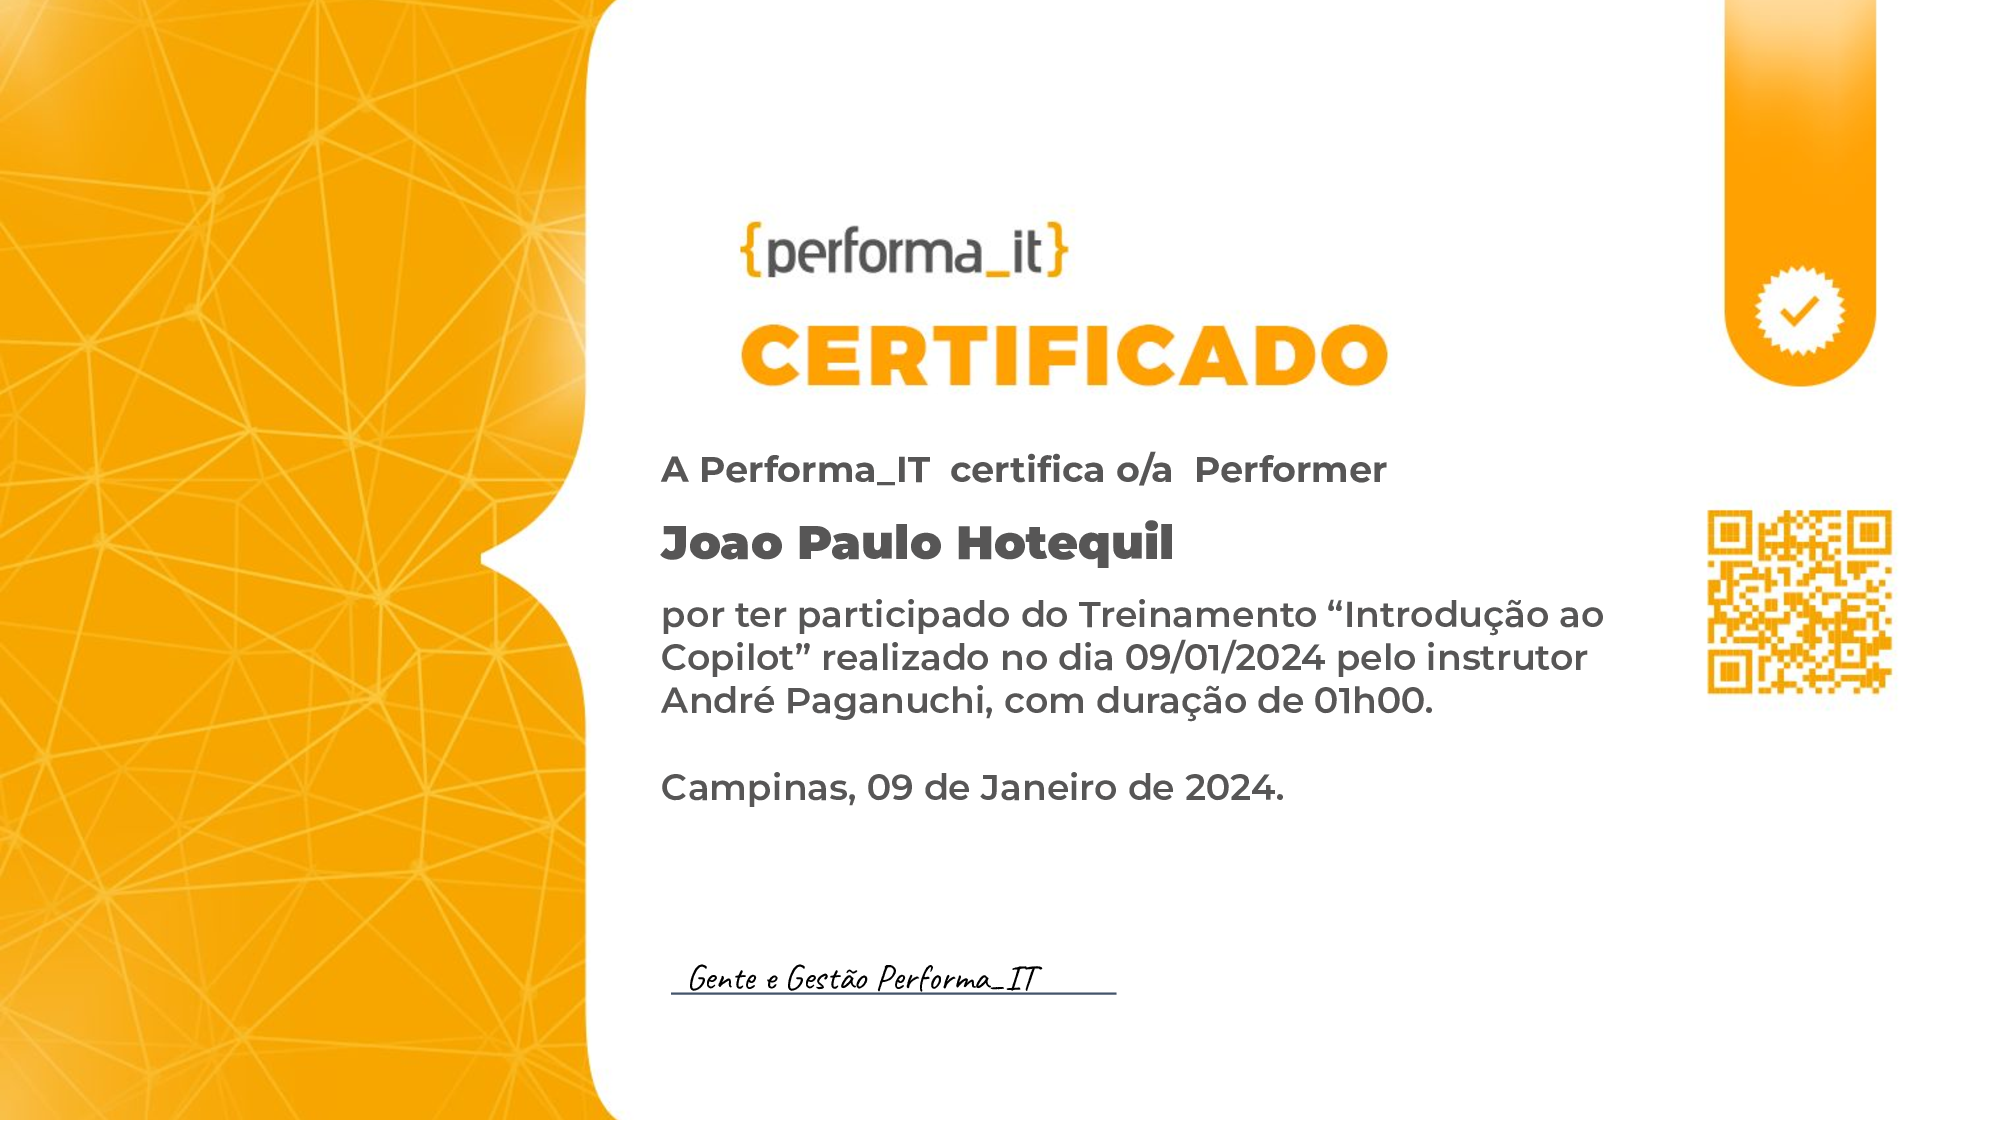 {performa_it}
CERTIFICADO
A Performa_IT certifica o/a Performer
Joao Paulo Hotequil
por ter participado do Treinamento “Introdução ao
Copilot” realizado no dia 09/01/2024 pelo instrutor
André Paganuchi, com duração de 01h00.
Campinas, 09 de Janeiro de 2024.
Gente e Gestão Performa_IT